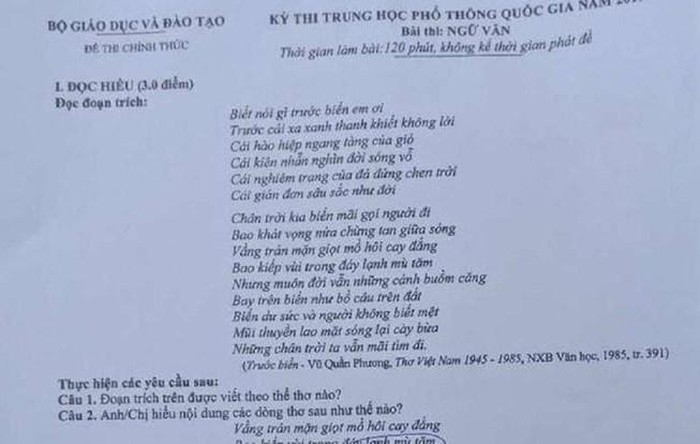 BỘ GIÁO DỤC VÀ ĐÀO TẠO
ĐỀ THI CHÍNH THỨC
KỲ THI TRUNG HỌC PHỔ THÔNG QUỐC GIA NĂM
Bài thi: NGỮ VĂN
Thời gian làm bài: 120 phút, không kể thời gian phát đề
I. ĐỌC HIỂU (3.0 điểm)
Đọc đoạn trích:
Biết nói gì trước biển em ơi
Trước cái xa xanh thanh khiết không lời
Cái hào hiệp ngang tàng của gió
Cái kiên nhẫn nghìn đời sóng vỗ
Cái nghiêm trang của đá đứng chen trời
Cái giản đơn sâu sắc như đời
Chân trời kia biển mãi gọi người đi
Bao khát vọng nửa chừng tan giữa sóng
Vầng trán mặn giọt mồ hôi cay đắng
Bao kiếp vùi trong đáy lạnh mù tăm
Nhưng muôn đời vẫn những cánh buồm căng
Bay trên biển như bồ câu trên đất
Biển dư sức và người không biết mệt
Mũi thuyền lao mặt sóng lại cày bừa
Những chân trời ta vẫn mãi tìm đi.
(Trước biển - Vũ Quần Phương, Thơ Việt Nam 1945 - 1985, NXB Văn học, 1985, tr. 391)
Thực hiện các yêu cầu sau:
Câu 1. Đoạn trích trên được viết theo thể thơ nào?
Câu 2. Anh/Chị hiểu nội dung các dòng thơ sau như thế nào?
Vầng trán mặn giọt mồ hôi cay đắng
Bao kiếp vùi trong đáy lạnh mù tăm